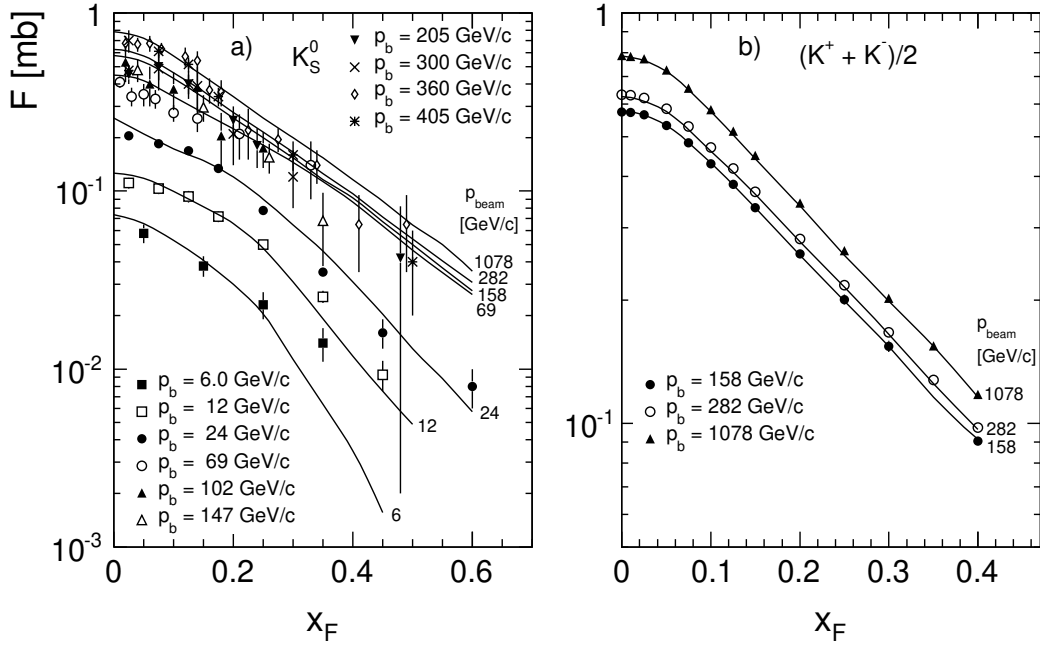 F [mb]
1
10⁻¹
10⁻²
10⁻³
0
0.2
0.4
0.6
x_F
a) K⁰_S
▼ p_b = 205 GeV/c
× p_b = 300 GeV/c
◇ p_b = 360 GeV/c
✳ p_b = 405 GeV/c
p_beam
[GeV/c]
1078
282
158
69
24
12
6
■ p_b = 6.0 GeV/c
□ p_b = 12 GeV/c
● p_b = 24 GeV/c
○ p_b = 69 GeV/c
▲ p_b = 102 GeV/c
△ p_b = 147 GeV/c
1
10⁻¹
0
0.1
0.2
0.3
0.4
x_F
b) (K⁺ + K⁻)/2
p_beam
[GeV/c]
1078
282
158
● p_b = 158 GeV/c
○ p_b = 282 GeV/c
▲ p_b = 1078 GeV/c